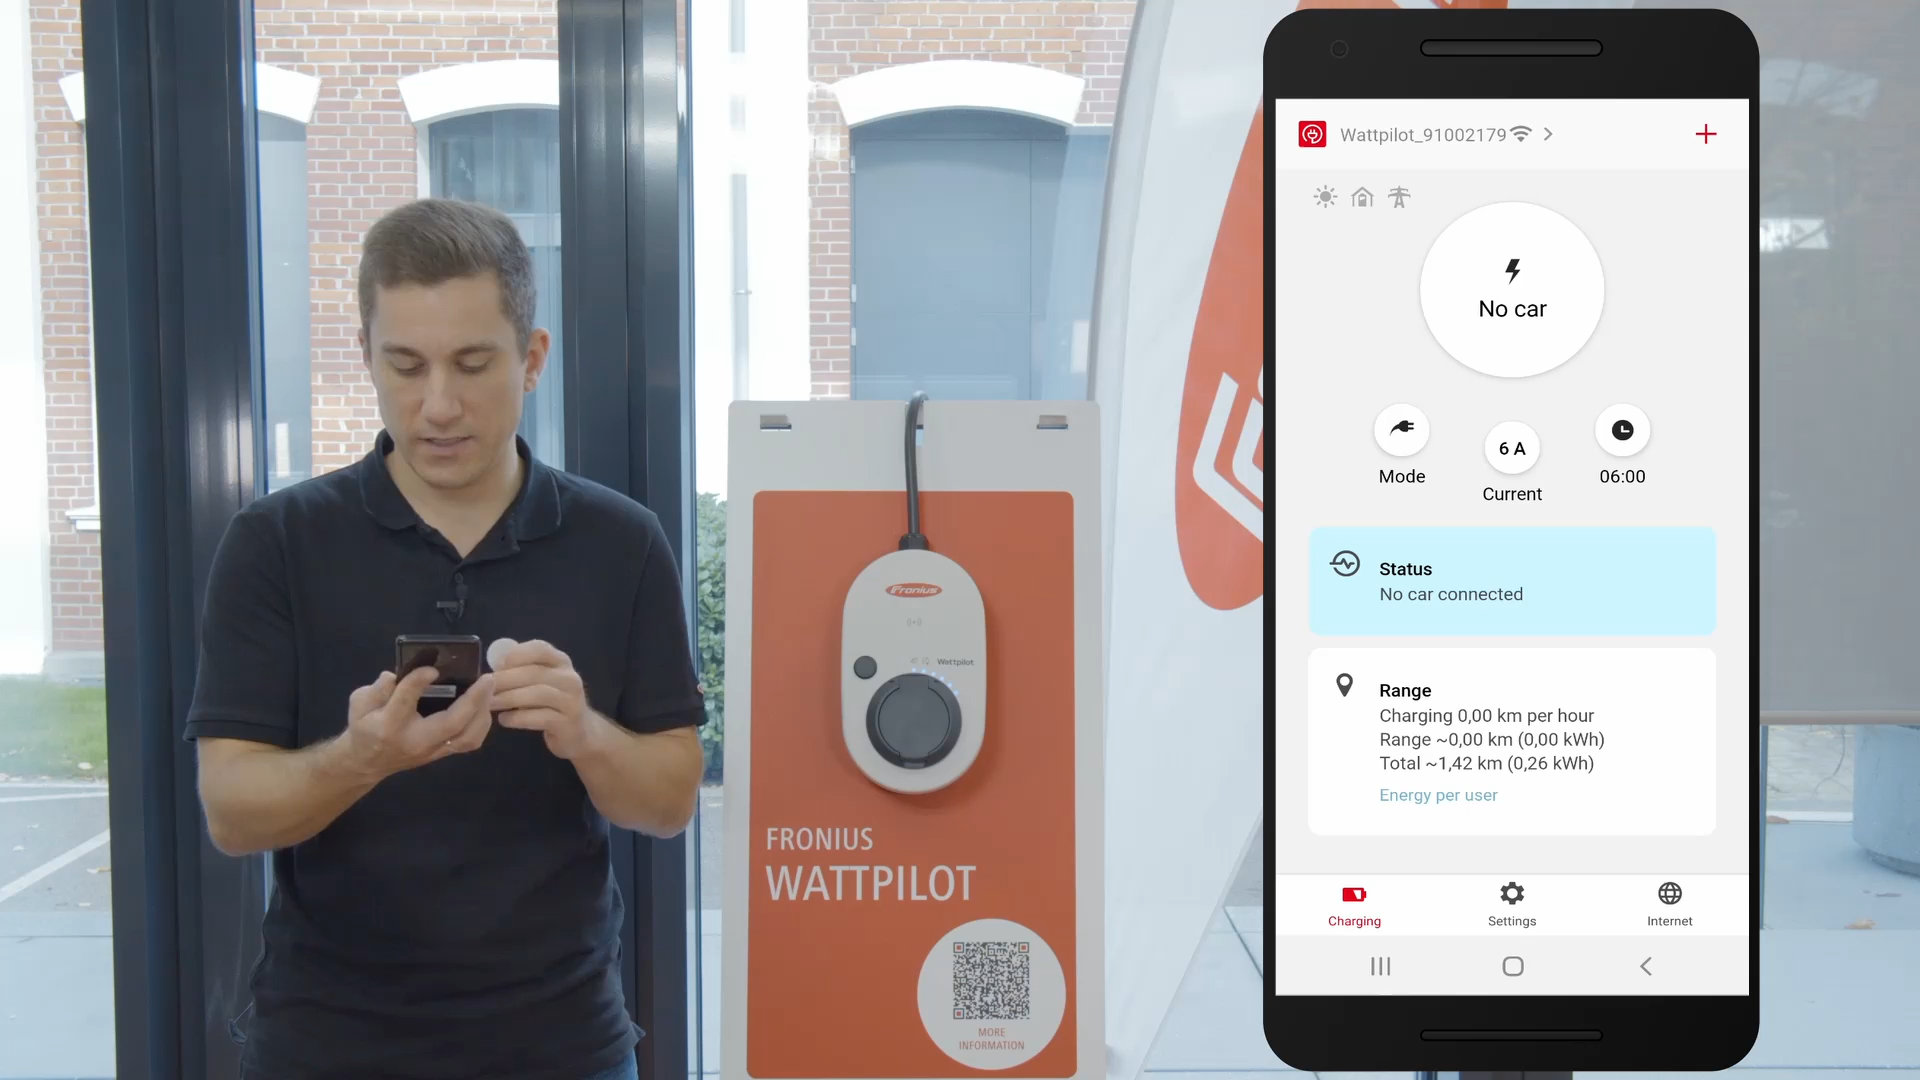 Fronius
Wattpilot
FRONIUS
WATTPILOT
MORE
INFORMATION
Wattpilot_91002179
No car
6 A
Mode
Current
06:00
Status
No car connected
Range
Charging 0,00 km per hour
Range ~0,00 km (0,00 kWh)
Total ~1,42 km (0,26 kWh)
Energy per user
Charging
Settings
Internet